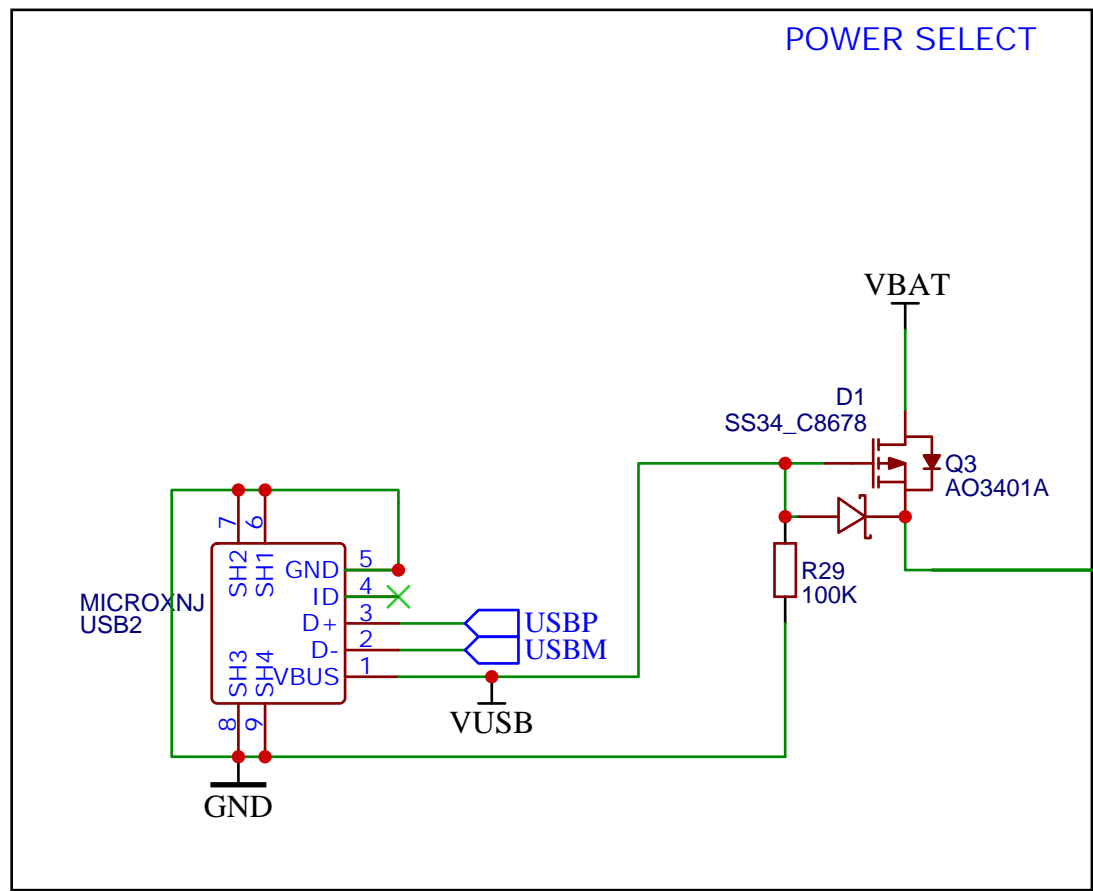 POWER SELECT
VBAT
D1
SS34_C8678
Q3
AO3401A
7
6
SH2
SH1
GND
5
ID
4
D+
3
D-
2
VBUS
1
MICROXNJ
USB2
SH3
SH4
8
9
USBP
USBM
R29
100K
VUSB
GND